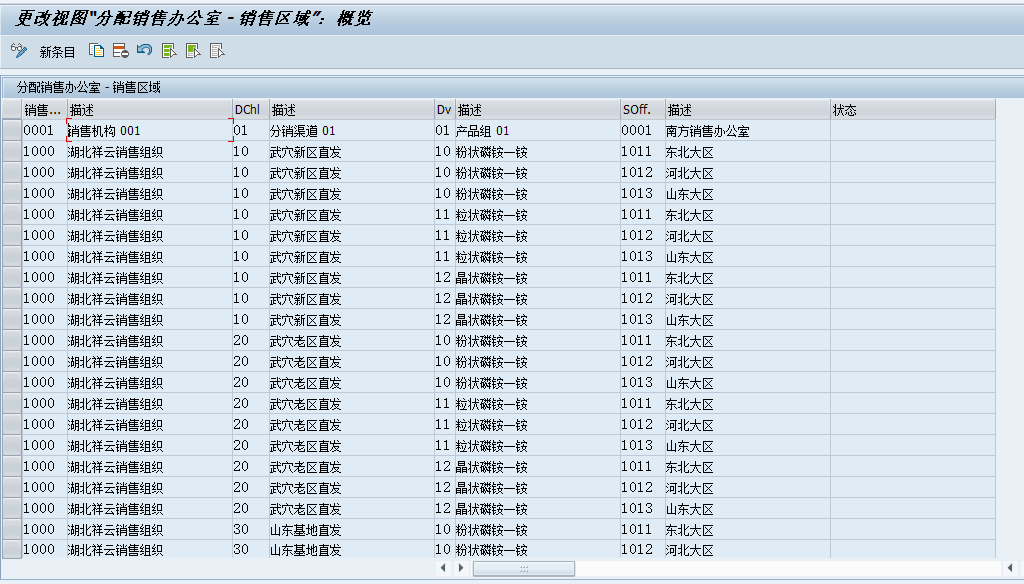 更改视图"分配销售办公室 - 销售区域": 概览
新条目
分配销售办公室 - 销售区域
销售... 描述 DChl 描述 Dv 描述 SOff. 描述 状态
0001 销售机构 001 01 分销渠道 01 01 产品组 01 0001 南方销售办公室
1000 湖北祥云销售组织 10 武穴新区直发 10 粉状磷铵一铵 1011 东北大区
1000 湖北祥云销售组织 10 武穴新区直发 10 粉状磷铵一铵 1012 河北大区
1000 湖北祥云销售组织 10 武穴新区直发 10 粉状磷铵一铵 1013 山东大区
1000 湖北祥云销售组织 10 武穴新区直发 11 粒状磷铵一铵 1011 东北大区
1000 湖北祥云销售组织 10 武穴新区直发 11 粒状磷铵一铵 1012 河北大区
1000 湖北祥云销售组织 10 武穴新区直发 11 粒状磷铵一铵 1013 山东大区
1000 湖北祥云销售组织 10 武穴新区直发 12 晶状磷铵一铵 1011 东北大区
1000 湖北祥云销售组织 10 武穴新区直发 12 晶状磷铵一铵 1012 河北大区
1000 湖北祥云销售组织 10 武穴新区直发 12 晶状磷铵一铵 1013 山东大区
1000 湖北祥云销售组织 20 武穴老区直发 10 粉状磷铵一铵 1011 东北大区
1000 湖北祥云销售组织 20 武穴老区直发 10 粉状磷铵一铵 1012 河北大区
1000 湖北祥云销售组织 20 武穴老区直发 10 粉状磷铵一铵 1013 山东大区
1000 湖北祥云销售组织 20 武穴老区直发 11 粒状磷铵一铵 1011 东北大区
1000 湖北祥云销售组织 20 武穴老区直发 11 粒状磷铵一铵 1012 河北大区
1000 湖北祥云销售组织 20 武穴老区直发 11 粒状磷铵一铵 1013 山东大区
1000 湖北祥云销售组织 20 武穴老区直发 12 晶状磷铵一铵 1011 东北大区
1000 湖北祥云销售组织 20 武穴老区直发 12 晶状磷铵一铵 1012 河北大区
1000 湖北祥云销售组织 20 武穴老区直发 12 晶状磷铵一铵 1013 山东大区
1000 湖北祥云销售组织 30 山东基地直发 10 粉状磷铵一铵 1011 东北大区
1000 湖北祥云销售组织 30 山东基地直发 10 粉状磷铵一铵 1012 河北大区